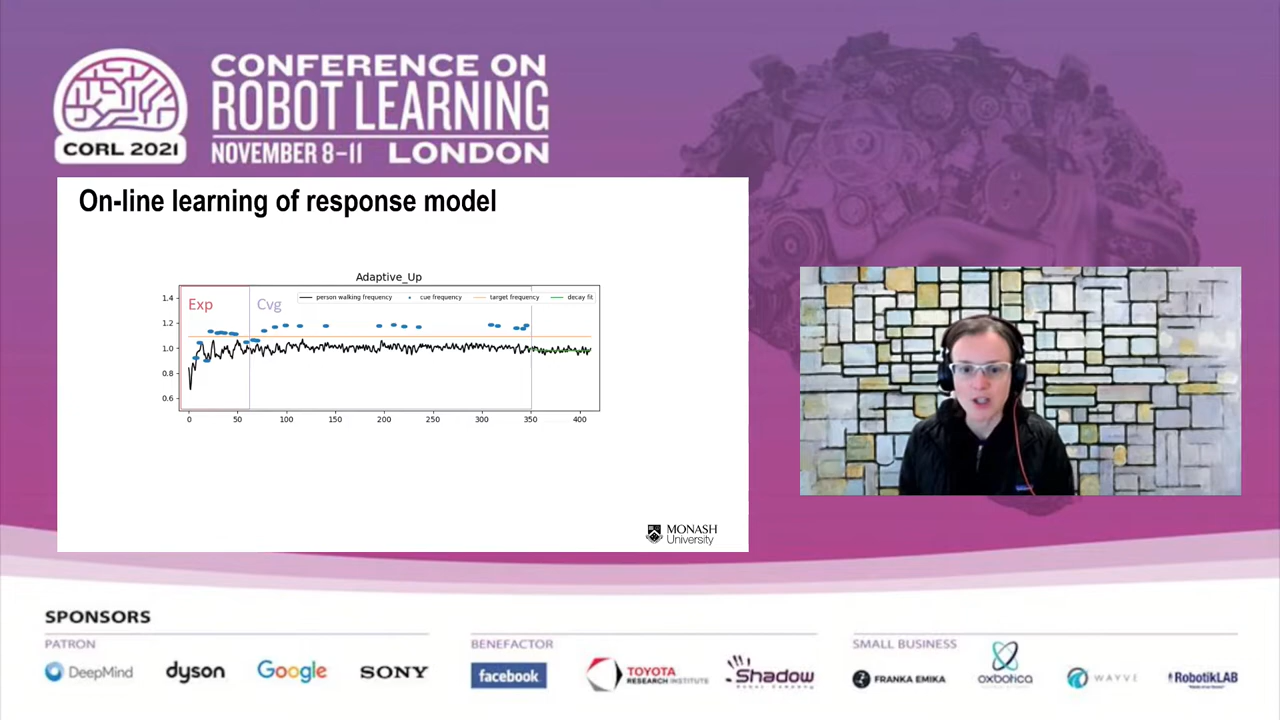 CONFERENCE ON
ROBOT LEARNING
NOVEMBER 8-11 LONDON
CORL 2021
On-line learning of response model
Adaptive_Up
Exp
Cvg
person walking frequency
cue frequency
target frequency
decay fit
1.4
1.2
1.0
0.8
0.6
0 50 100 150 200 250 300 350 400
MONASH
University
SPONSORS
PATRON
BENEFACTOR
SMALL BUSINESS
DeepMind
dyson
Google
SONY
facebook
TOYOTA
RESEARCH INSTITUTE
Shadow
Robot Company
FRANKA EMIKA
oxbotica
WAYVE
RobotikLAB